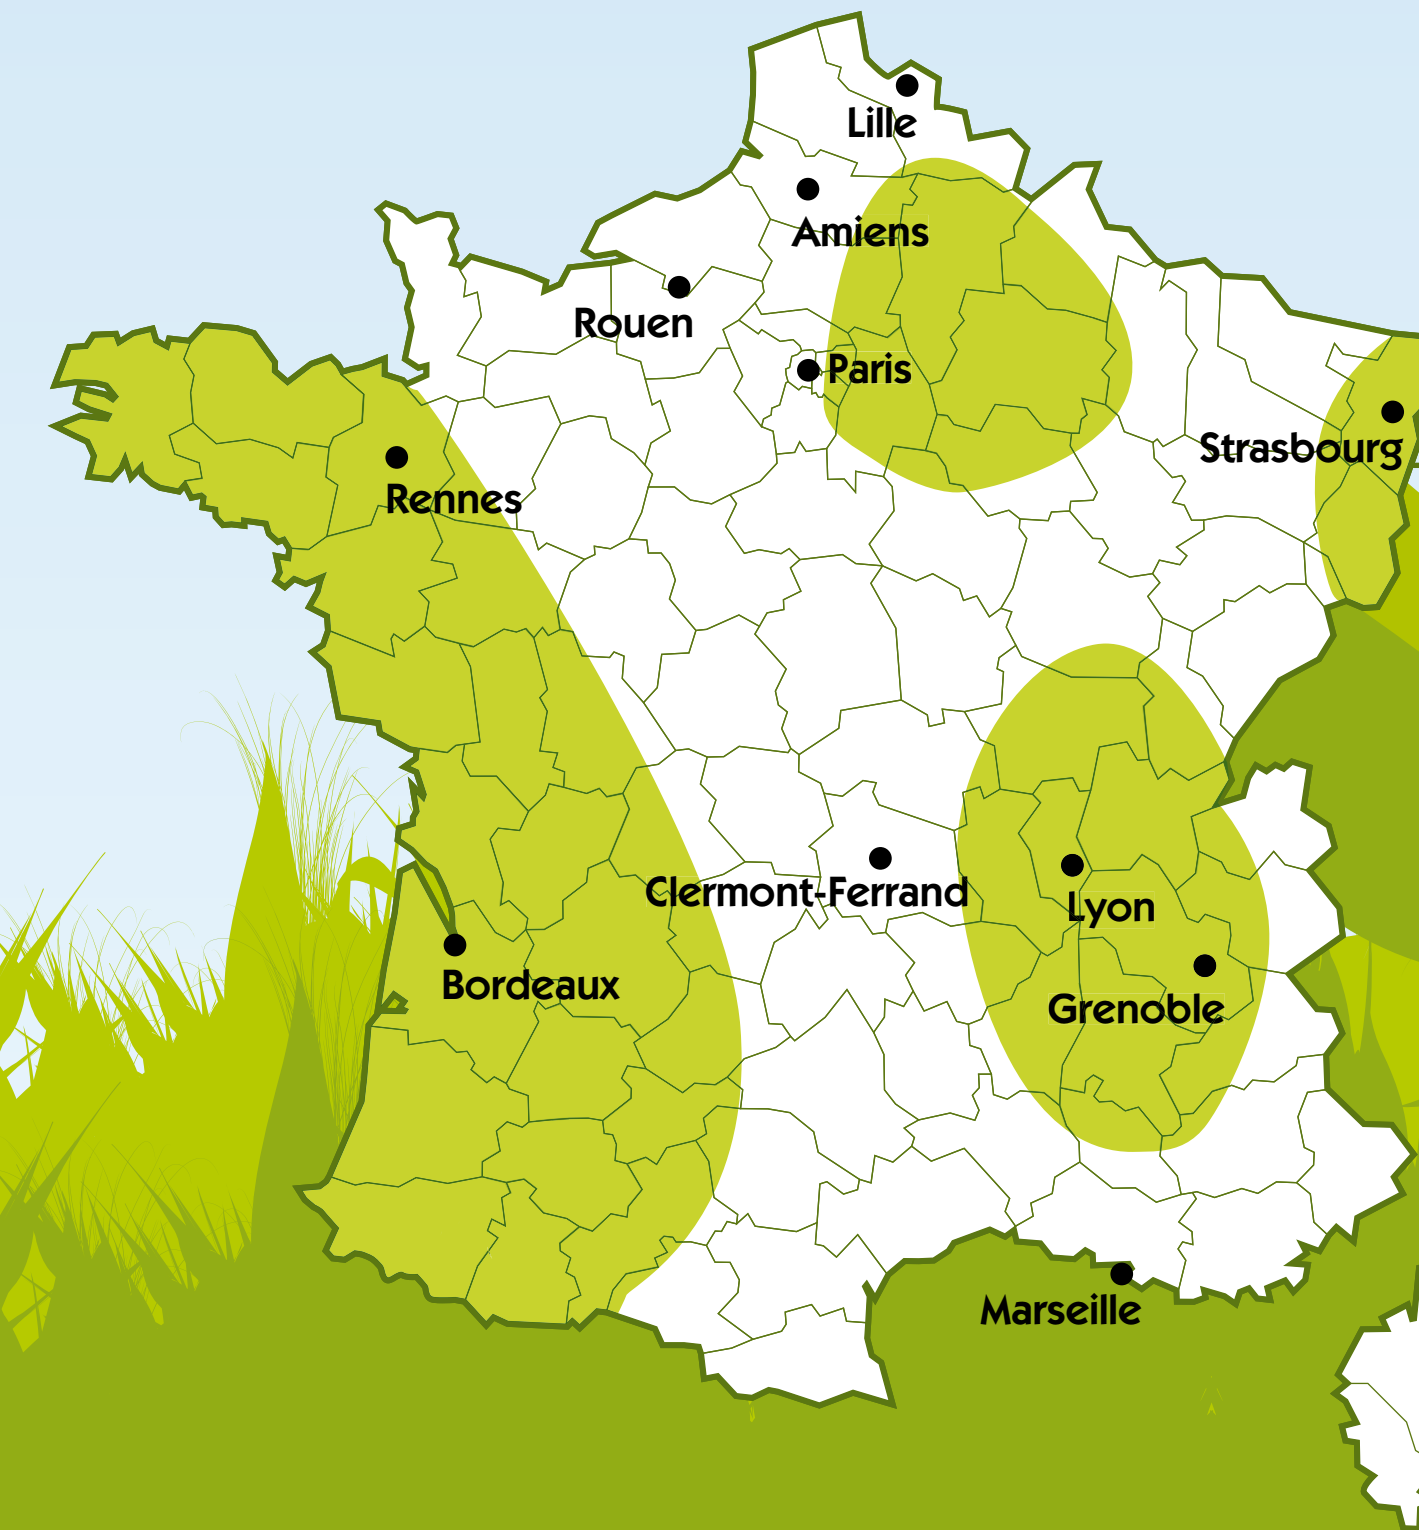 Lille
Amiens
Rouen
Paris
Strasbourg
Rennes
Clermont-Ferrand
Lyon
Bordeaux
Grenoble
Marseille